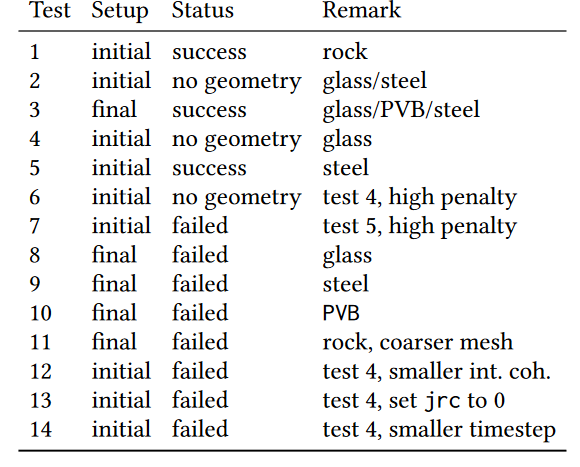 Test Setup Status Remark
1 initial success rock
2 initial no geometry glass/steel
3 final success glass/PVB/steel
4 initial no geometry glass
5 initial success steel
6 initial no geometry test 4, high penalty
7 initial failed test 5, high penalty
8 final failed glass
9 final failed steel
10 final failed PVB
11 final failed rock, coarser mesh
12 initial failed test 4, smaller int. coh.
13 initial failed test 4, set jrc to 0
14 initial failed test 4, smaller timestep